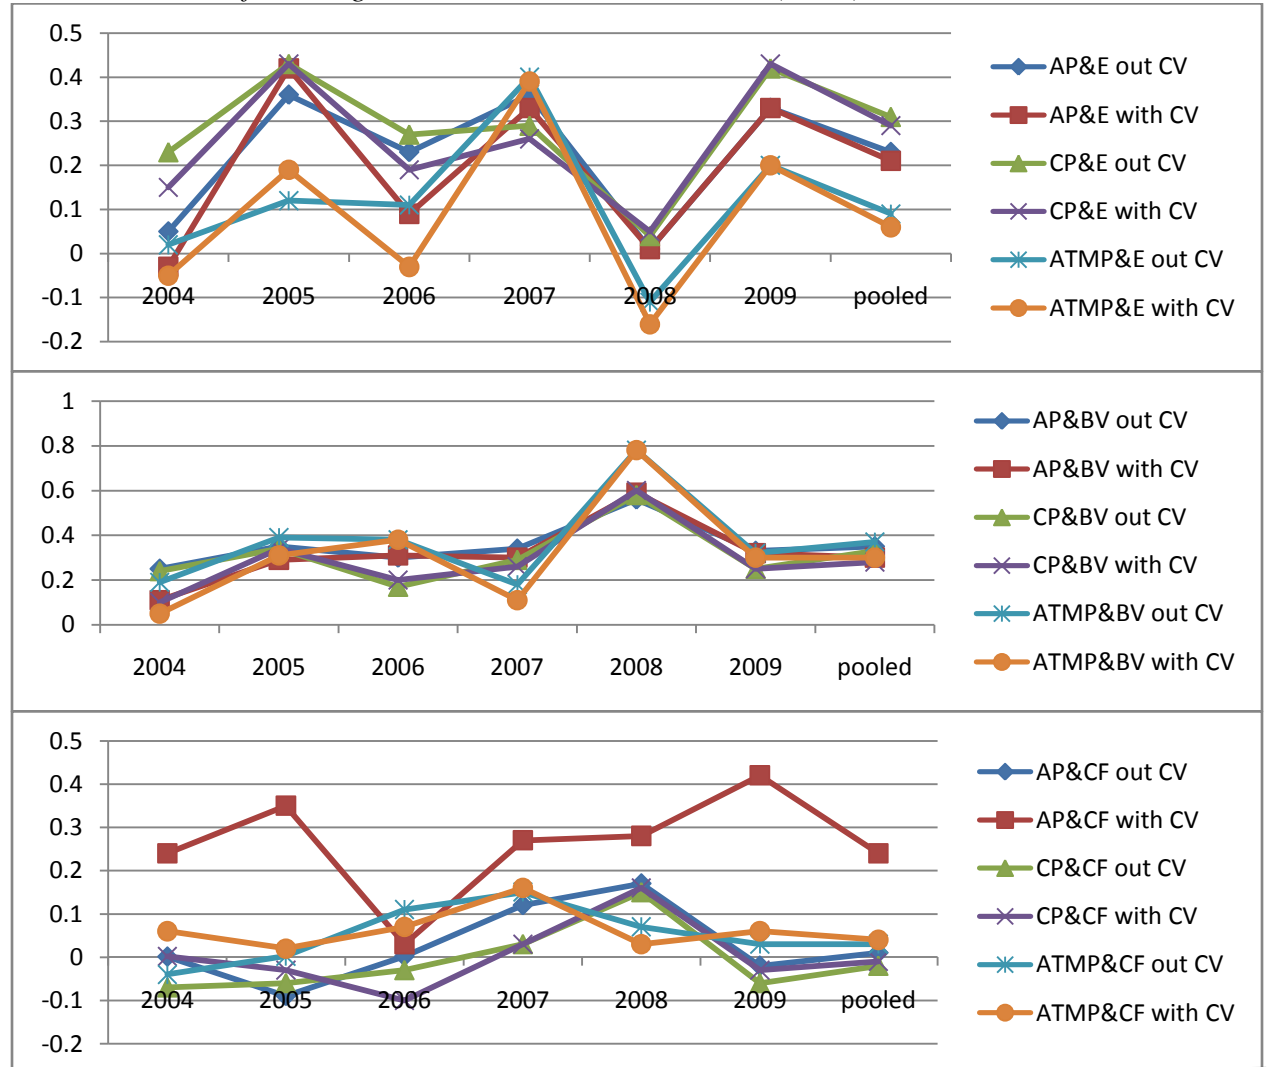 0.5
0.4
0.3
0.2
0.1
0
-0.1
-0.2
2004 2005 2006 2007 2008 2009 pooled
AP&E out CV
AP&E with CV
CP&E out CV
CP&E with CV
ATMP&E out CV
ATMP&E with CV
1
0.8
0.6
0.4
0.2
0
2004 2005 2006 2007 2008 2009 pooled
AP&BV out CV
AP&BV with CV
CP&BV out CV
CP&BV with CV
ATMP&BV out CV
ATMP&BV with CV
0.5
0.4
0.3
0.2
0.1
0
-0.1
-0.2
2004 2005 2006 2007 2008 2009 pooled
AP&CF out CV
AP&CF with CV
CP&CF out CV
CP&CF with CV
ATMP&CF out CV
ATMP&CF with CV